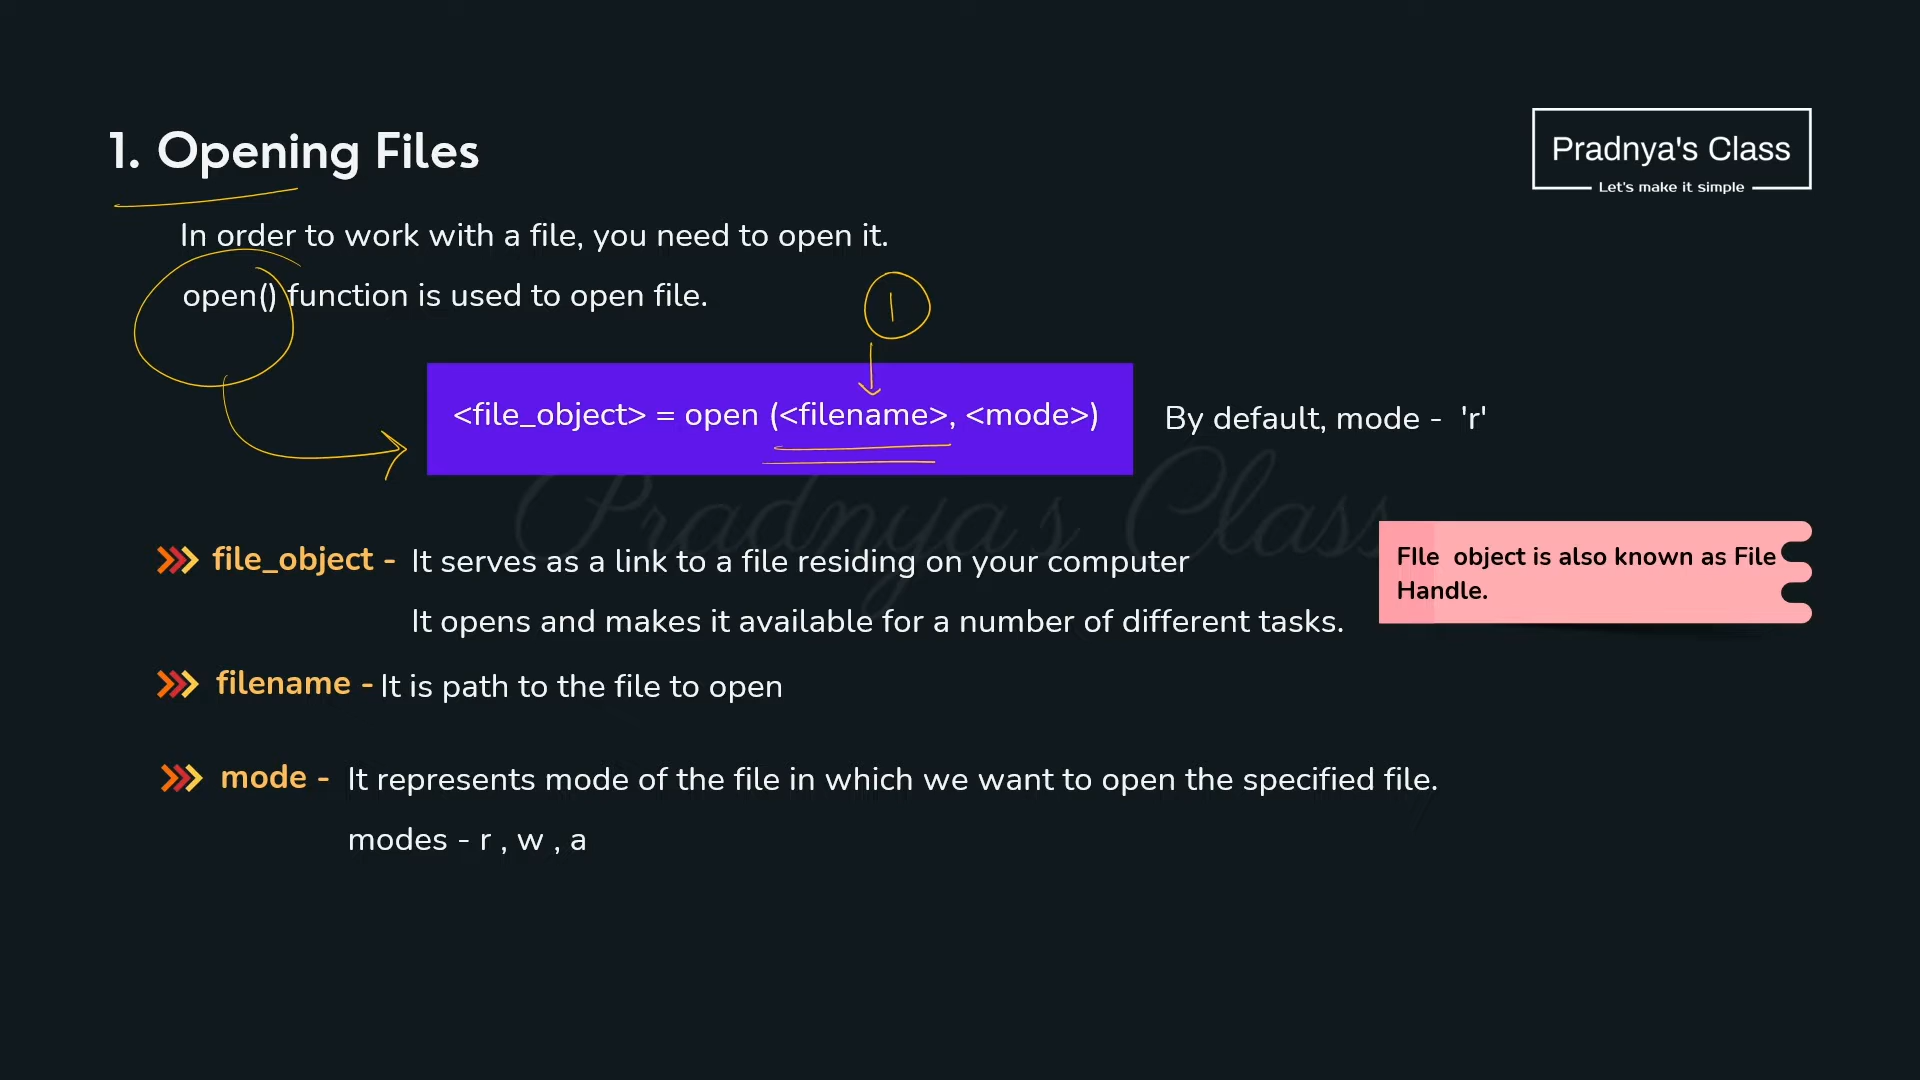 1. Opening Files
Pradnya's Class
Let's make it simple
In order to work with a file, you need to open it.
open() function is used to open file.
1
<file_object> = open (<filename>, <mode>)
By default, mode - 'r'
Pradnya's Class
file_object - It serves as a link to a file residing on your computer
It opens and makes it available for a number of different tasks.
FIle object is also known as File
Handle.
filename - It is path to the file to open
mode - It represents mode of the file in which we want to open the specified file.
modes - r , w , a